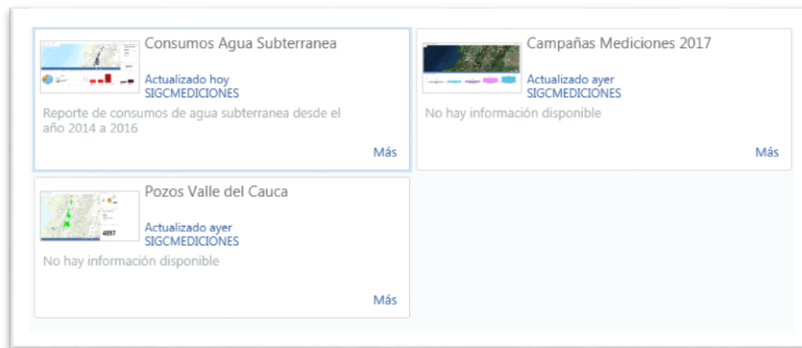 Consumos Agua Subterranea
Actualizado hoy
SIGCMEDICIONES
Reporte de consumos de agua subterranea desde el
año 2014 a 2016
Más
Campañas Mediciones 2017
Actualizado ayer
SIGCMEDICIONES
No hay información disponible
Más
Pozos Valle del Cauca
4897
Actualizado ayer
SIGCMEDICIONES
No hay información disponible
Más